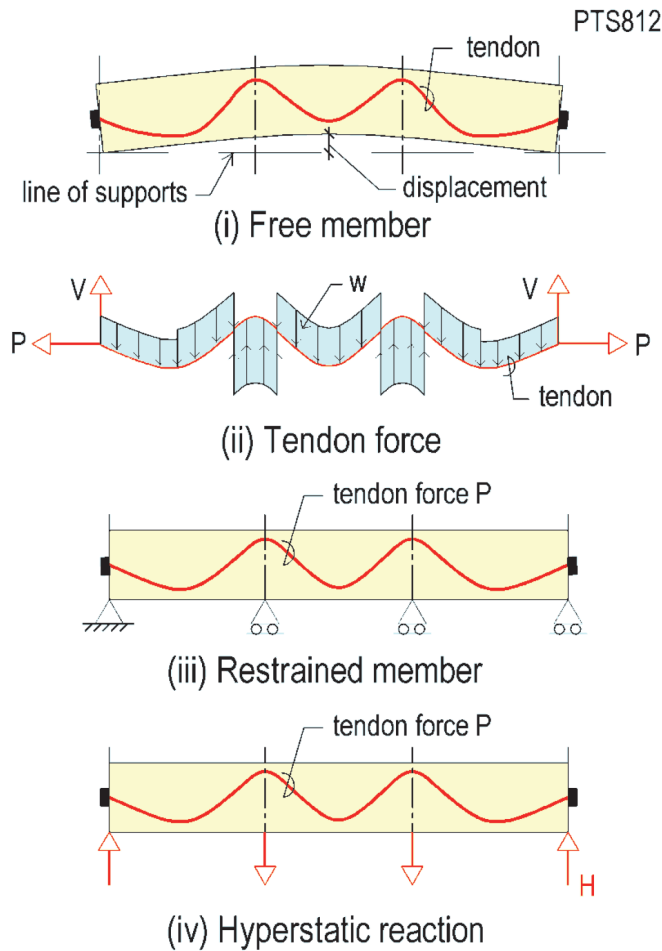 PTS812
tendon
line of supports
displacement
(i) Free member
V
w
V
P
P
tendon
(ii) Tendon force
tendon force P
(iii) Restrained member
tendon force P
H
(iv) Hyperstatic reaction